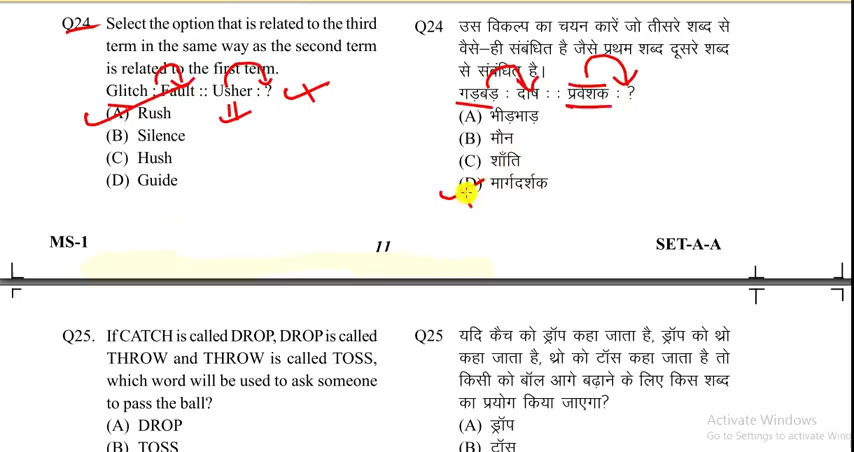 Q24 Select the option that is related to the third
term in the same way as the second term
is related to the first term.
Glitch : Fault :: Usher : ?
(A) Rush
(B) Silence
(C) Hush
(D) Guide
Q24 उस विकल्प का चयन कारें जो तीसरे शब्द से
वैसे–ही संबंधित है जैसे प्रथम शब्द दूसरे शब्द
से संबंधित है।
गड़बड़ : दोष : : प्रवेशक : ?
(A) भीड़भाड़
(B) मौन
(C) शाँति
(D) मार्गदर्शक
MS-1 11 SET-A-A
Q25. If CATCH is called DROP, DROP is called
THROW and THROW is called TOSS,
which word will be used to ask someone
to pass the ball?
(A) DROP
(B) TOSS
Q25 यदि कैच को ड्रॉप कहा जाता है, ड्रॉप को थ्रो
कहा जाता है, थ्रो को टॉस कहा जाता है तो
किसी को बॉल आगे बढ़ाने के लिए किस शब्द
का प्रयोग किया जाएगा?
(A) ड्रॉप
(B) टॉस
Activate Windows
Go to Settings to activate Win